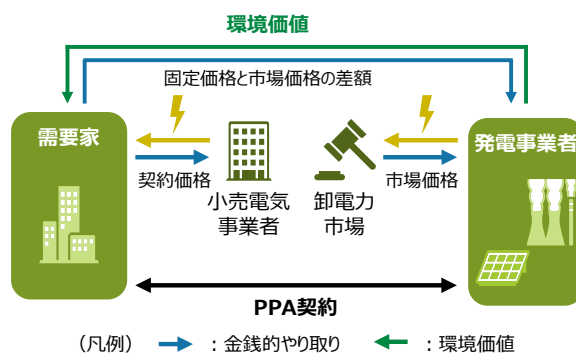 環境価値
固定価格と市場価格の差額
需要家
発電事業者
契約価格
市場価格
小売電気
事業者
卸電力
市場
PPA契約
（凡例） ：金銭的やり取り ：環境価値